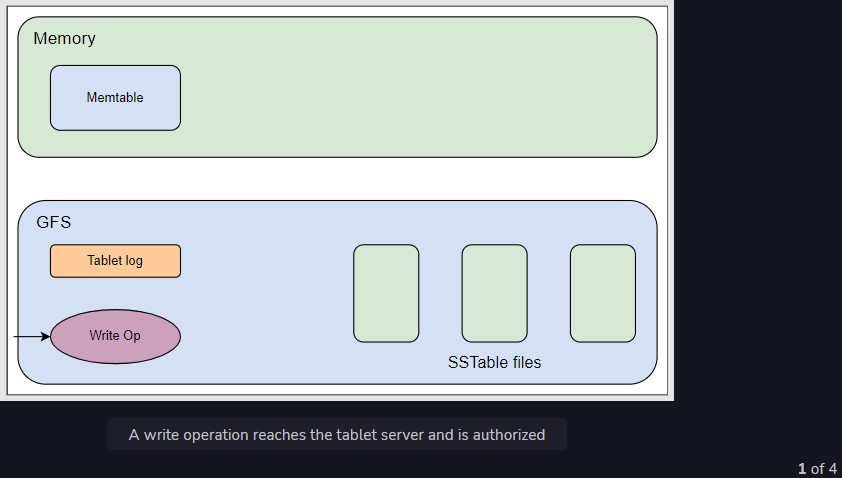 Memory
Memtable
GFS
Tablet log
Write Op
SSTable files
A write operation reaches the tablet server and is authorized
1 of 4